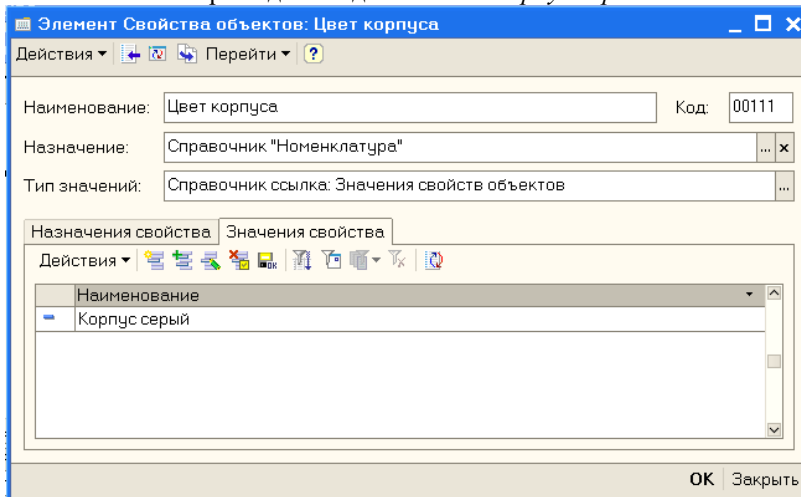 Элемент Свойства объектов: Цвет корпуса
Действия Перейти ?
Наименование: Цвет корпуса Код: 00111
Назначение: Справочник "Номенклатура" ... x
Тип значений: Справочник ссылка: Значения свойств объектов ...
Назначения свойства Значения свойства
Действия
Наименование
Корпус серый
OK Закрыть